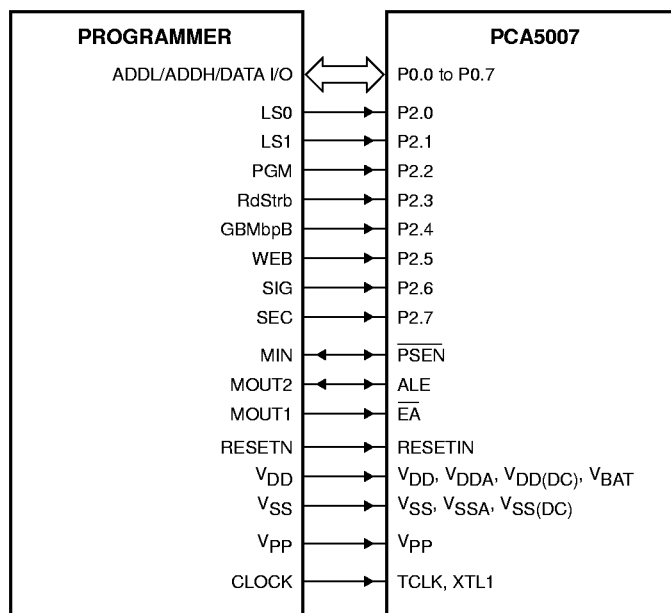 PROGRAMMER PCA5007
ADDL/ADDH/DATA I/O P0.0 to P0.7
LS0 P2.0
LS1 P2.1
PGM P2.2
RdStrb P2.3
GBMbpB P2.4
WEB P2.5
SIG P2.6
SEC P2.7
MIN P̅S̅E̅N̅
MOUT2 ALE
MOUT1 E̅A̅
RESETN RESETIN
VDD VDD, VDDA, VDD(DC), VBAT
VSS VSS, VSSA, VSS(DC)
VPP VPP
CLOCK TCLK, XTL1